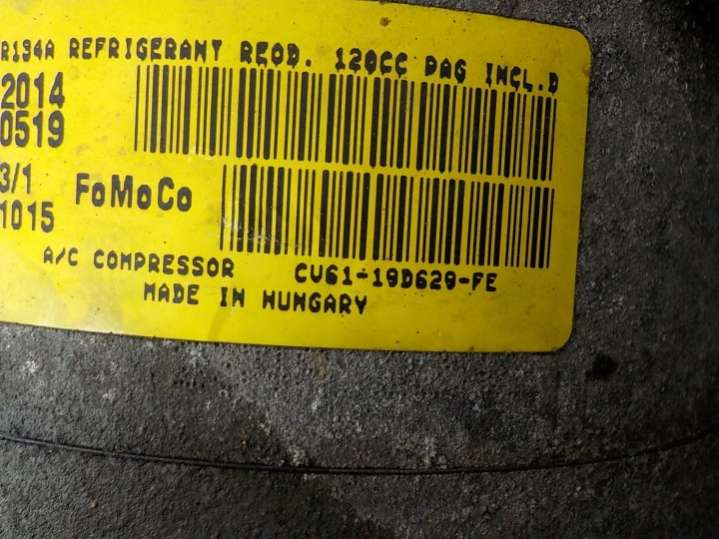 R134A REFRIGERANT REQD. 120CC PAG INCL.D
2014
0519
3/1
FoMoCo
1015
A/C COMPRESSOR CV61-19D629-FE
MADE IN HUNGARY